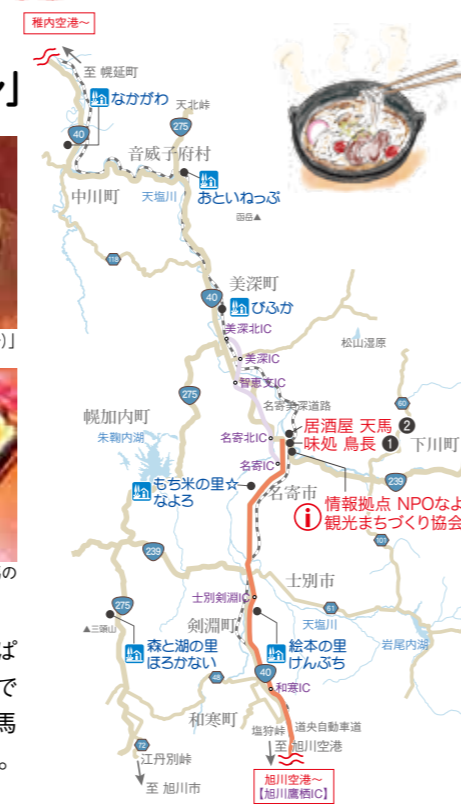 稚内空港〜
至 幌延町
なかがわ
天北峠
275
40
音威子府村
中川町
天塩川
おといねっぷ
函岳▲
118
美深町
40
びふか
美深北IC
美深IC
松山湿原
智恵文IC
275
名寄美深道路
60
幌加内町
朱鞠内湖
居酒屋 天馬 ❷
名寄北IC
味処 鳥長 ❶
下川町
名寄IC
239
もち米の里☆
なよろ
名寄市
情報拠点 NPOなよ
観光まちづくり協会
101
239
士別市
士別剣淵IC
61
275
剣淵町
天塩川
▲三頭山
岩尾内湖
森と湖の里
ほろかない
絵本の里
けんぶち
48
40
和寒IC
和寒町
塩狩峠
道央自動車道
72
江丹別峠
至 旭川空港
至 旭川市
旭川空港〜
【旭川鷹栖IC】
」
)」
の
ぱ
で
馬
。